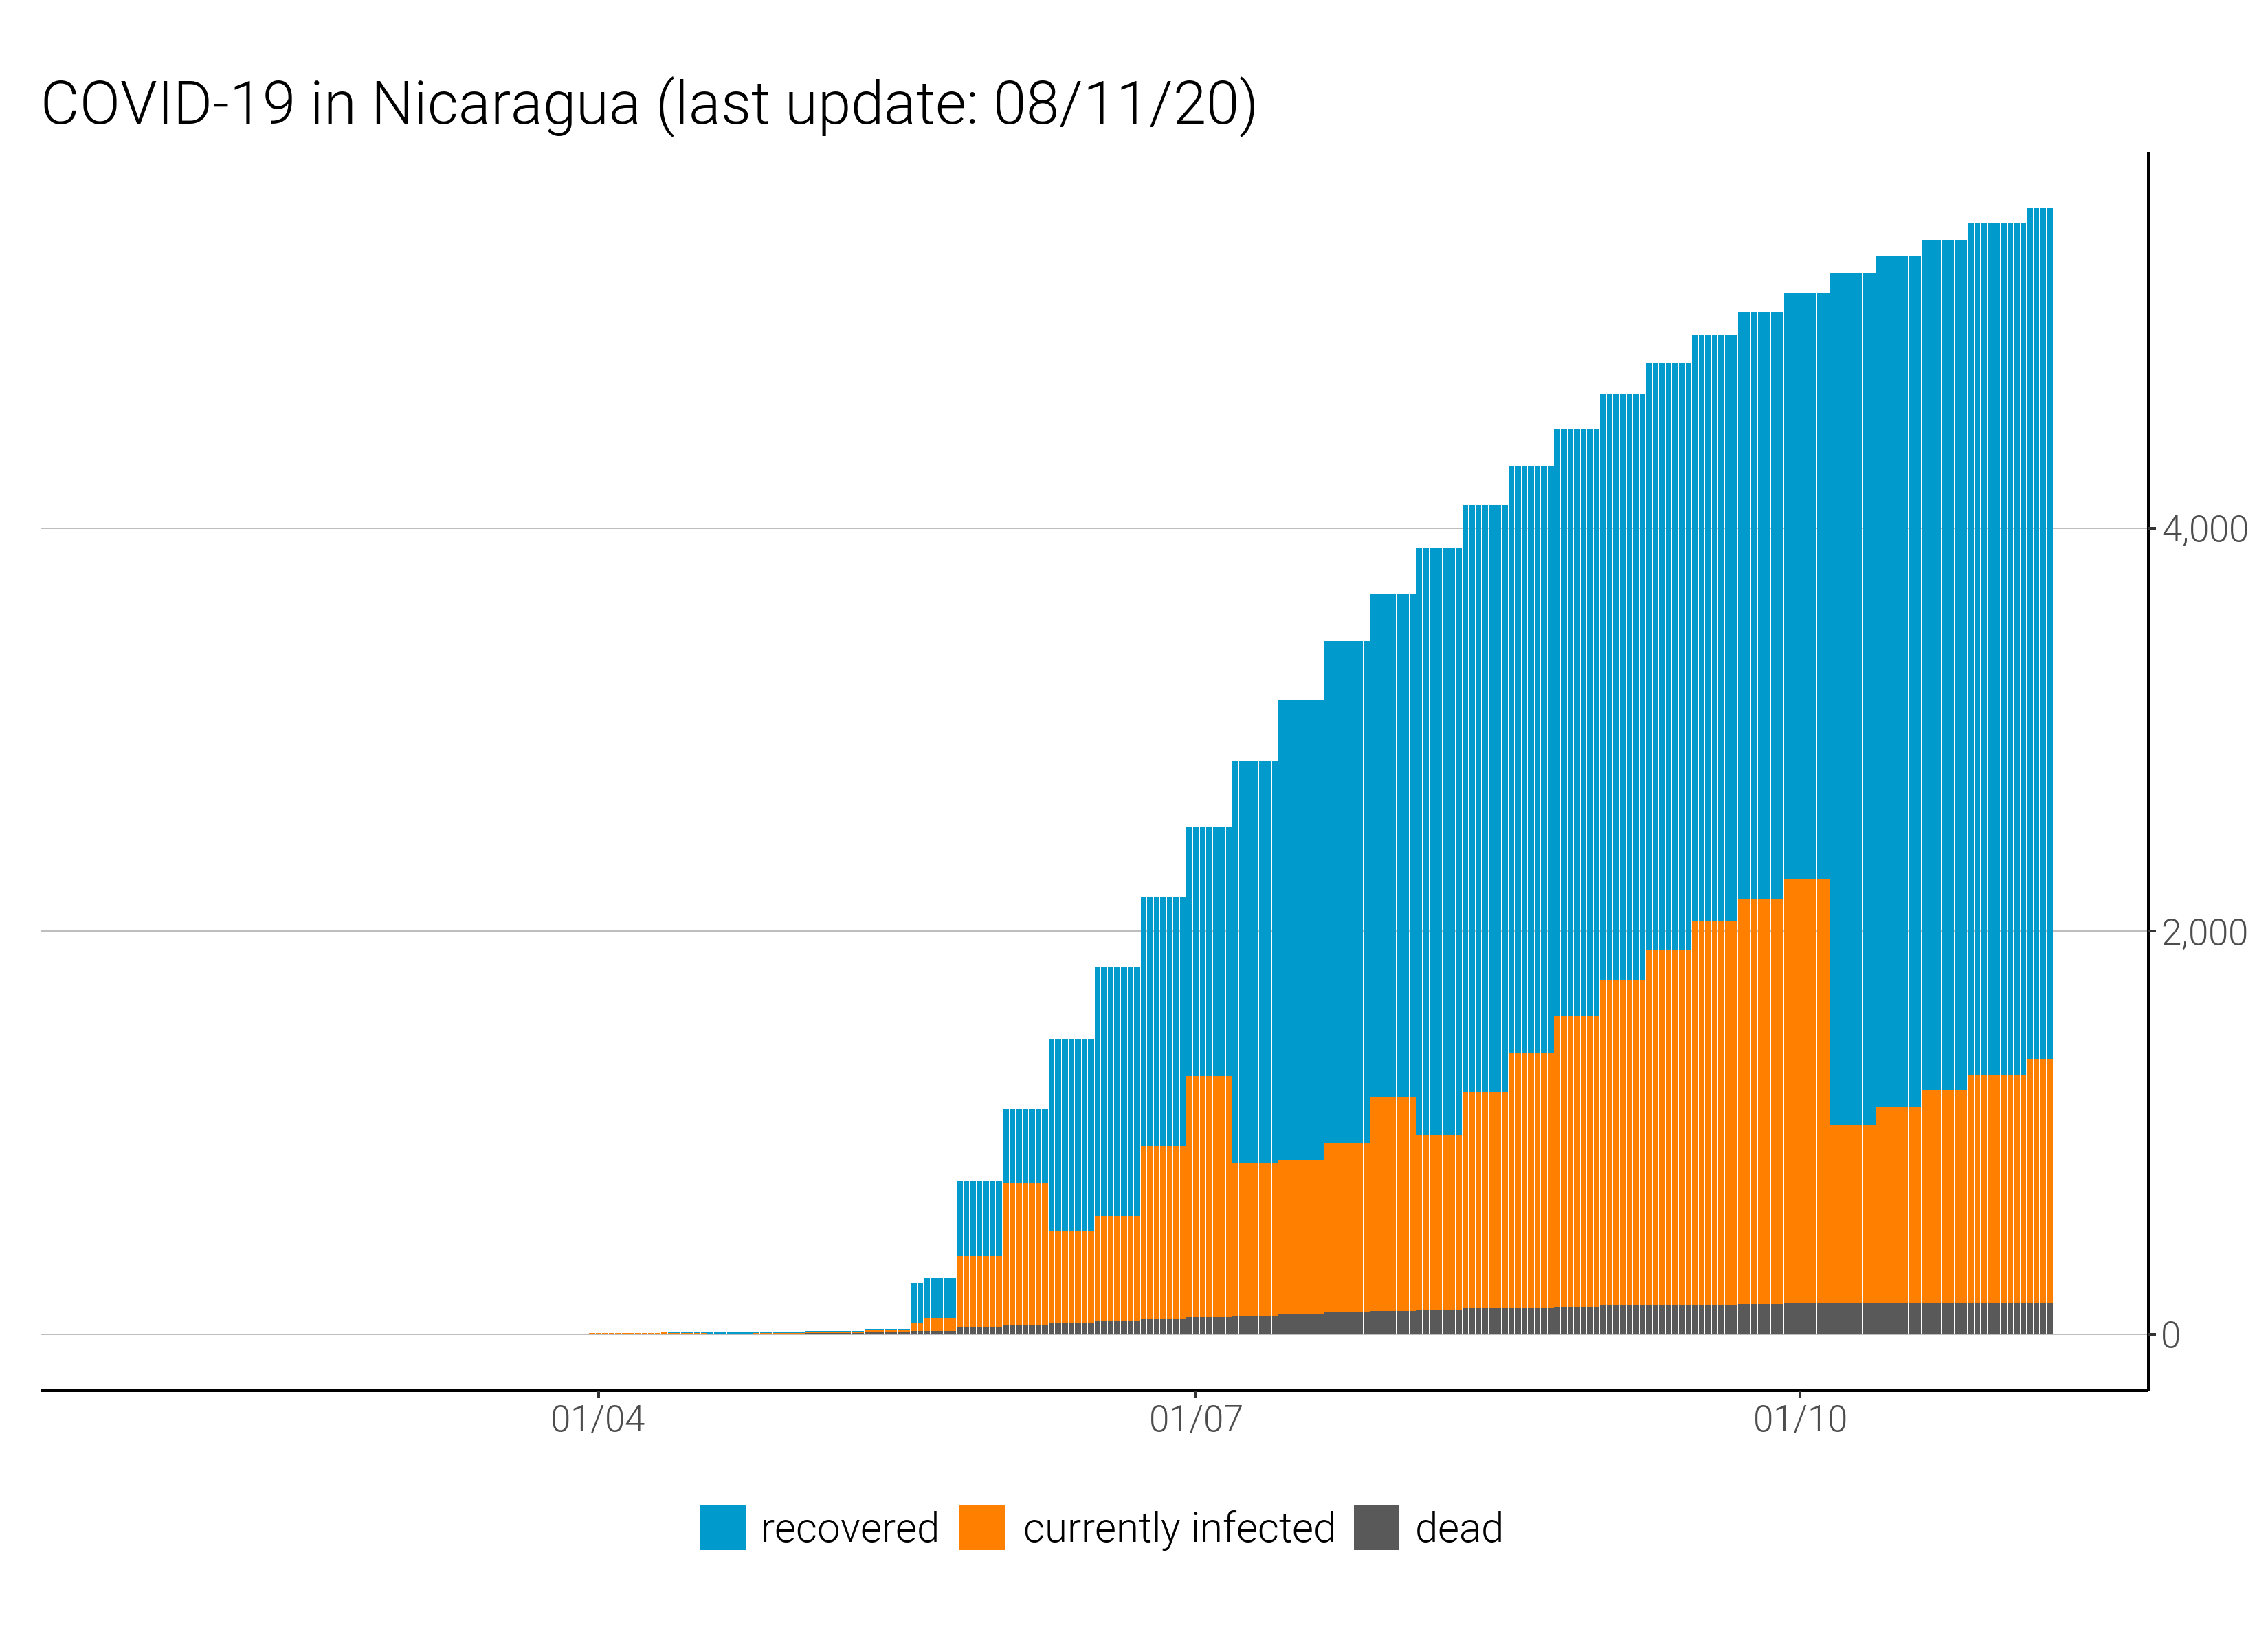 COVID-19 in Nicaragua (last update: 08/11/20)
4,000
2,000
0
01/04 01/07 01/10
recovered currently infected dead